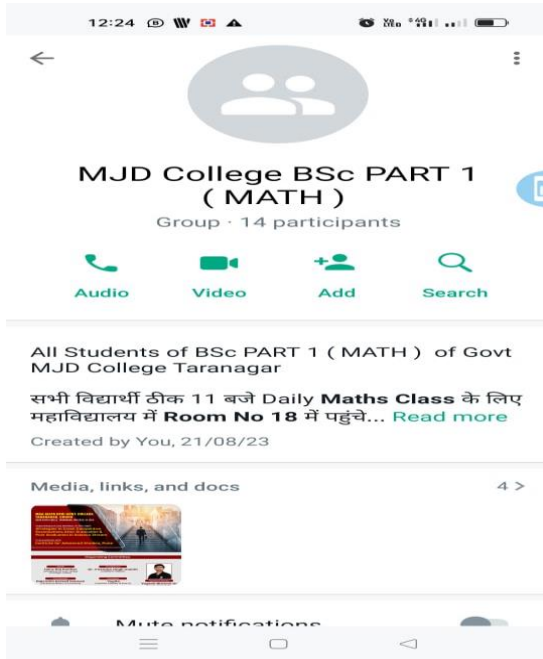 12:24
MJD College BSc PART 1
( MATH )
Group · 14 participants
Audio Video Add Search
All Students of BSc PART 1 ( MATH ) of Govt
MJD College Taranagar
सभी विद्यार्थी ठीक 11 बजे Daily Maths Class के लिए
महाविद्यालय में Room No 18 में पहुंचे... Read more
Created by You, 21/08/23
Media, links, and docs 4 >
Mute notifications